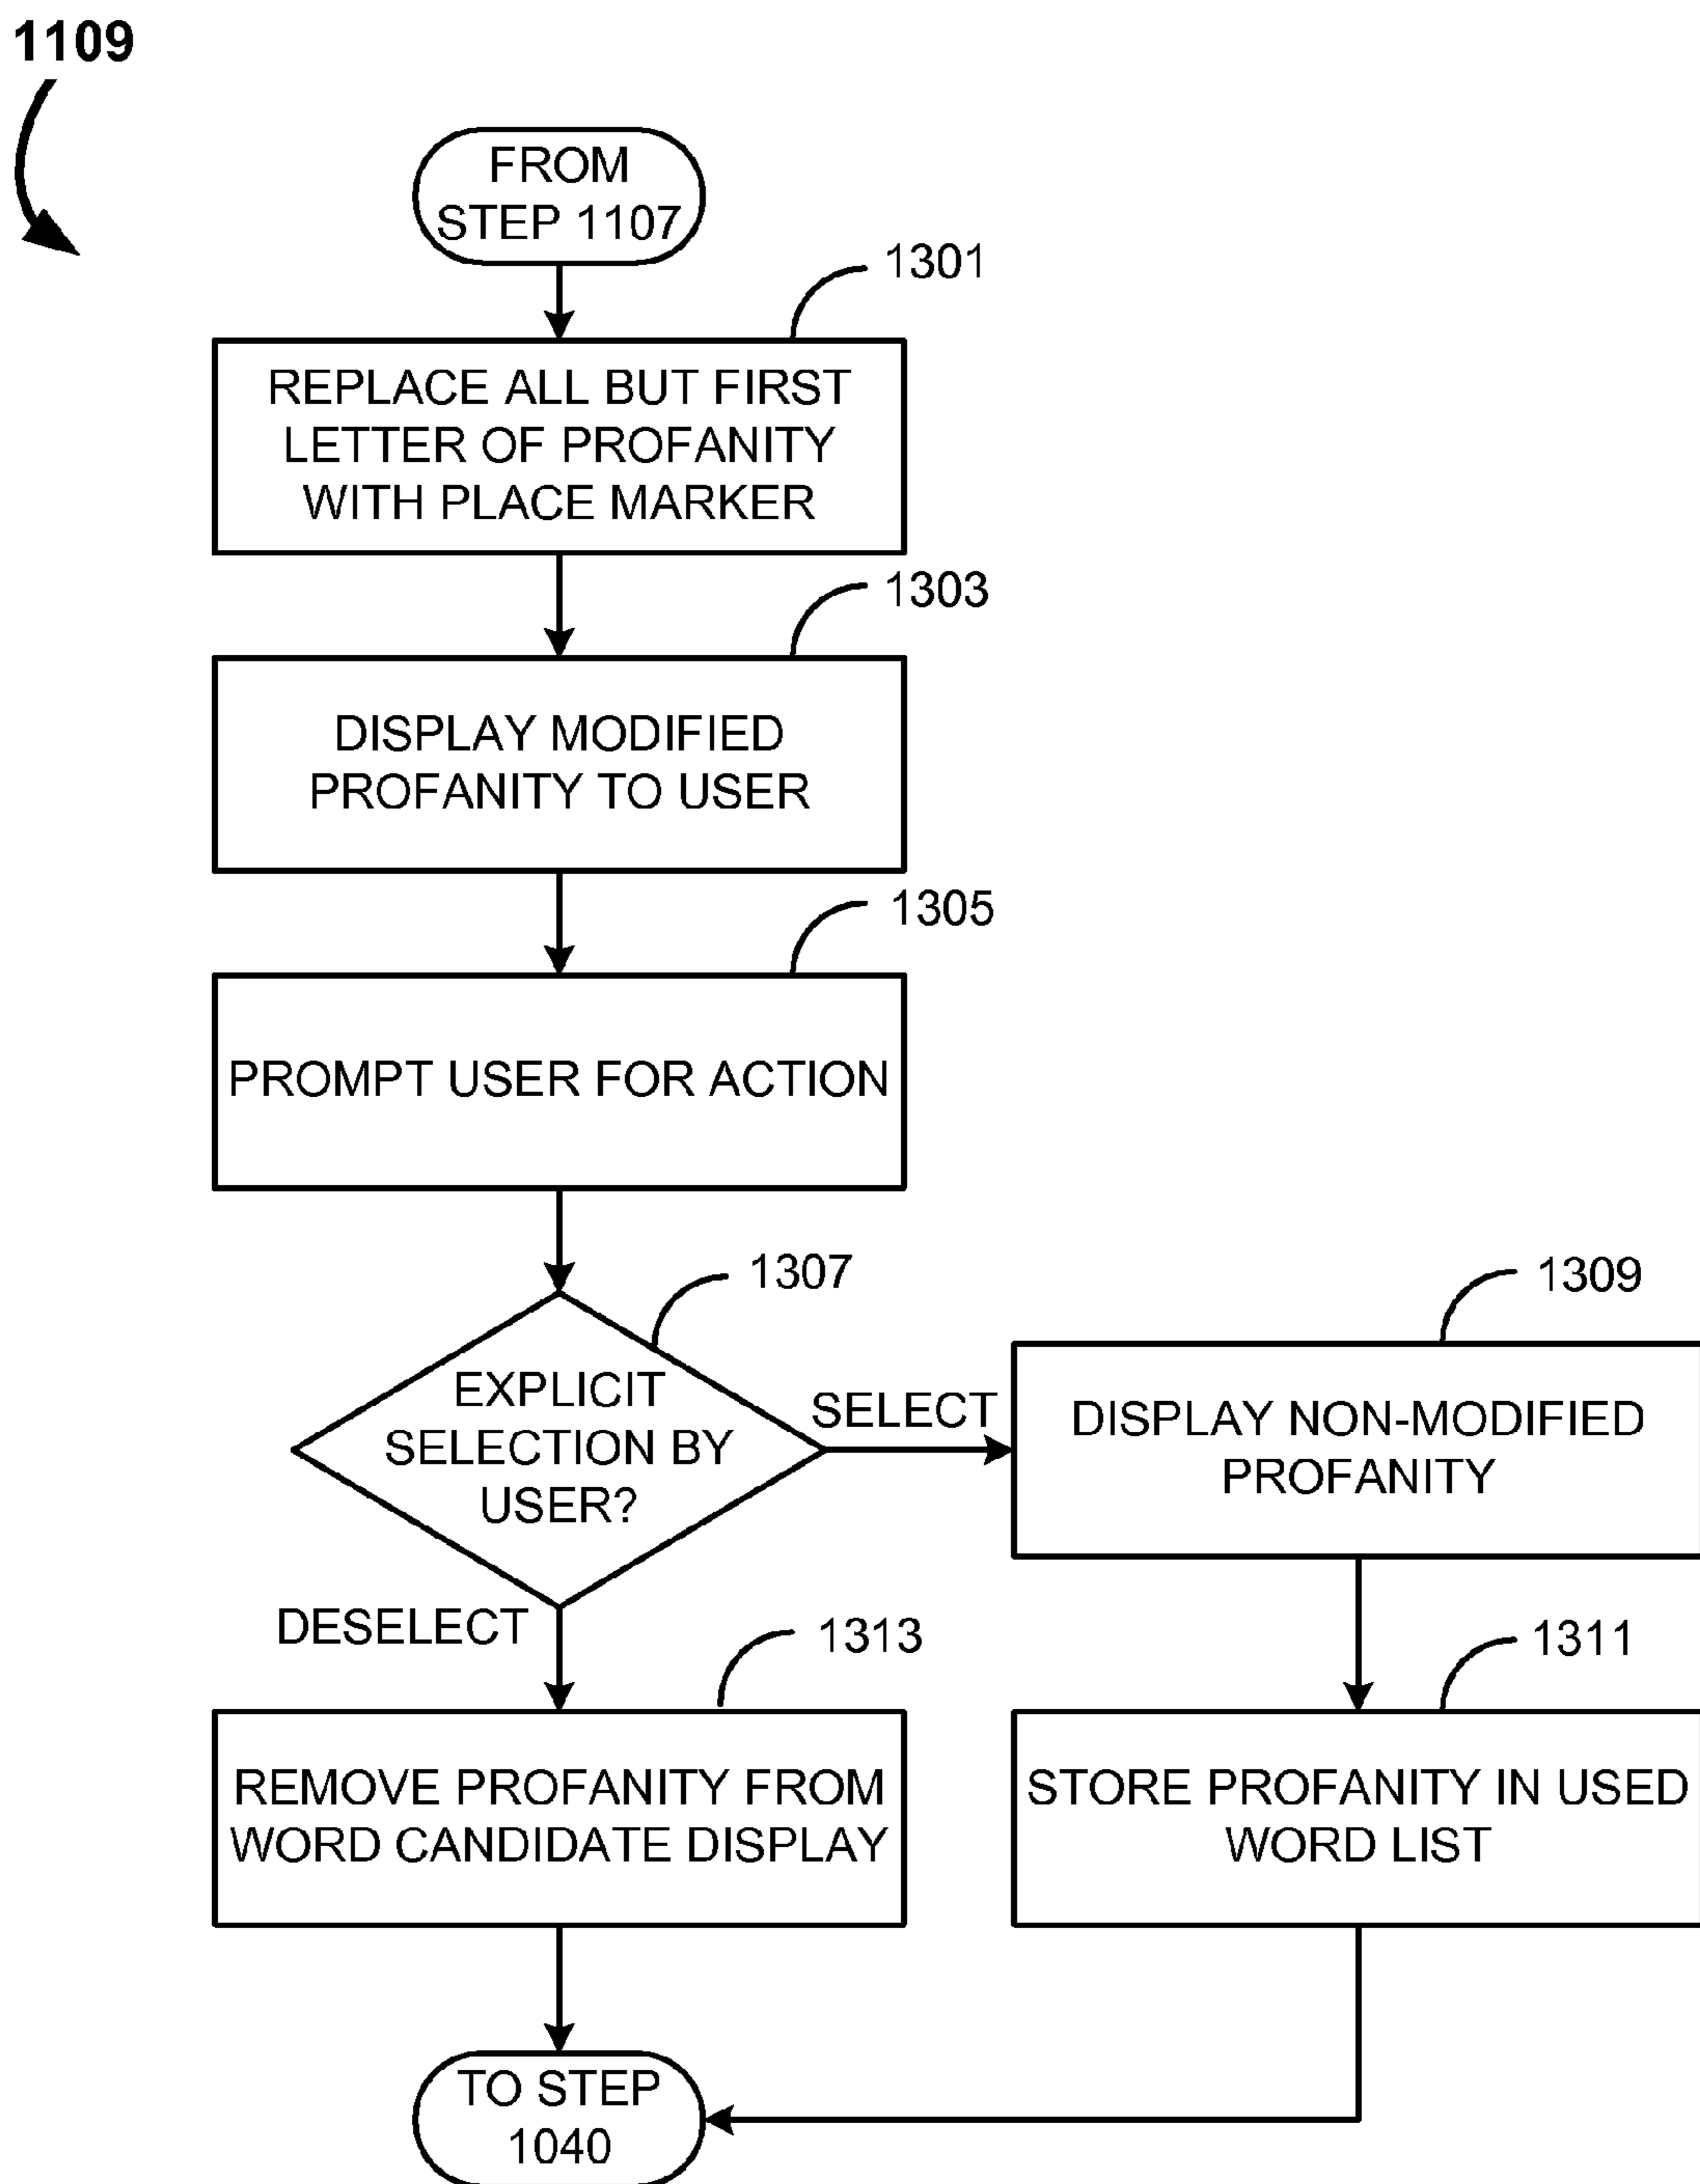 1109
FROM
STEP 1107
1301
REPLACE ALL BUT FIRST
LETTER OF PROFANITY
WITH PLACE MARKER
1303
DISPLAY MODIFIED
PROFANITY TO USER
1305
PROMPT USER FOR ACTION
1307
EXPLICIT
SELECTION BY
USER?
SELECT
1309
DISPLAY NON-MODIFIED
PROFANITY
DESELECT
1313
REMOVE PROFANITY FROM
WORD CANDIDATE DISPLAY
1311
STORE PROFANITY IN USED
WORD LIST
TO STEP
1040